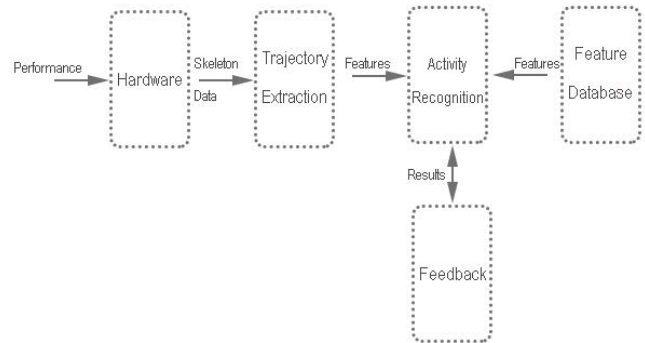 Performance
Hardware
Skeleton
Data
Trajectory
Extraction
Features
Activity
Recognition
Features
Feature
Database
Results
Feedback